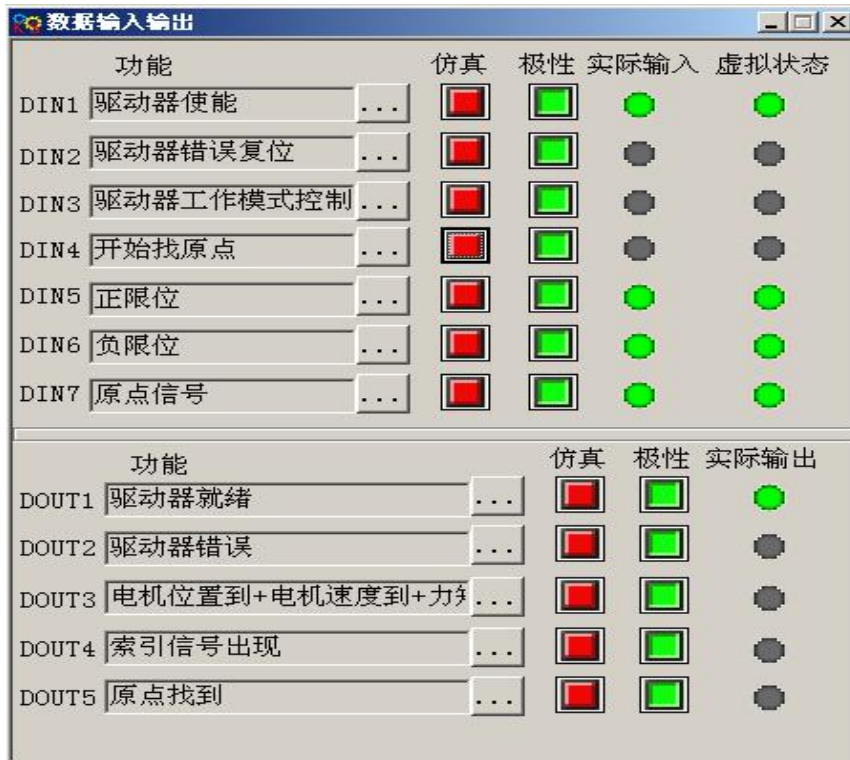 数据输入输出
功能 仿真 极性 实际输入 虚拟状态
DIN1 驱动器使能 ...
DIN2 驱动器错误复位 ...
DIN3 驱动器工作模式控制 ...
DIN4 开始找原点 ...
DIN5 正限位 ...
DIN6 负限位 ...
DIN7 原点信号 ...
功能 仿真 极性 实际输出
DOUT1 驱动器就绪 ...
DOUT2 驱动器错误 ...
DOUT3 电机位置到+电机速度到+力 ...
DOUT4 索引信号出现 ...
DOUT5 原点找到 ...